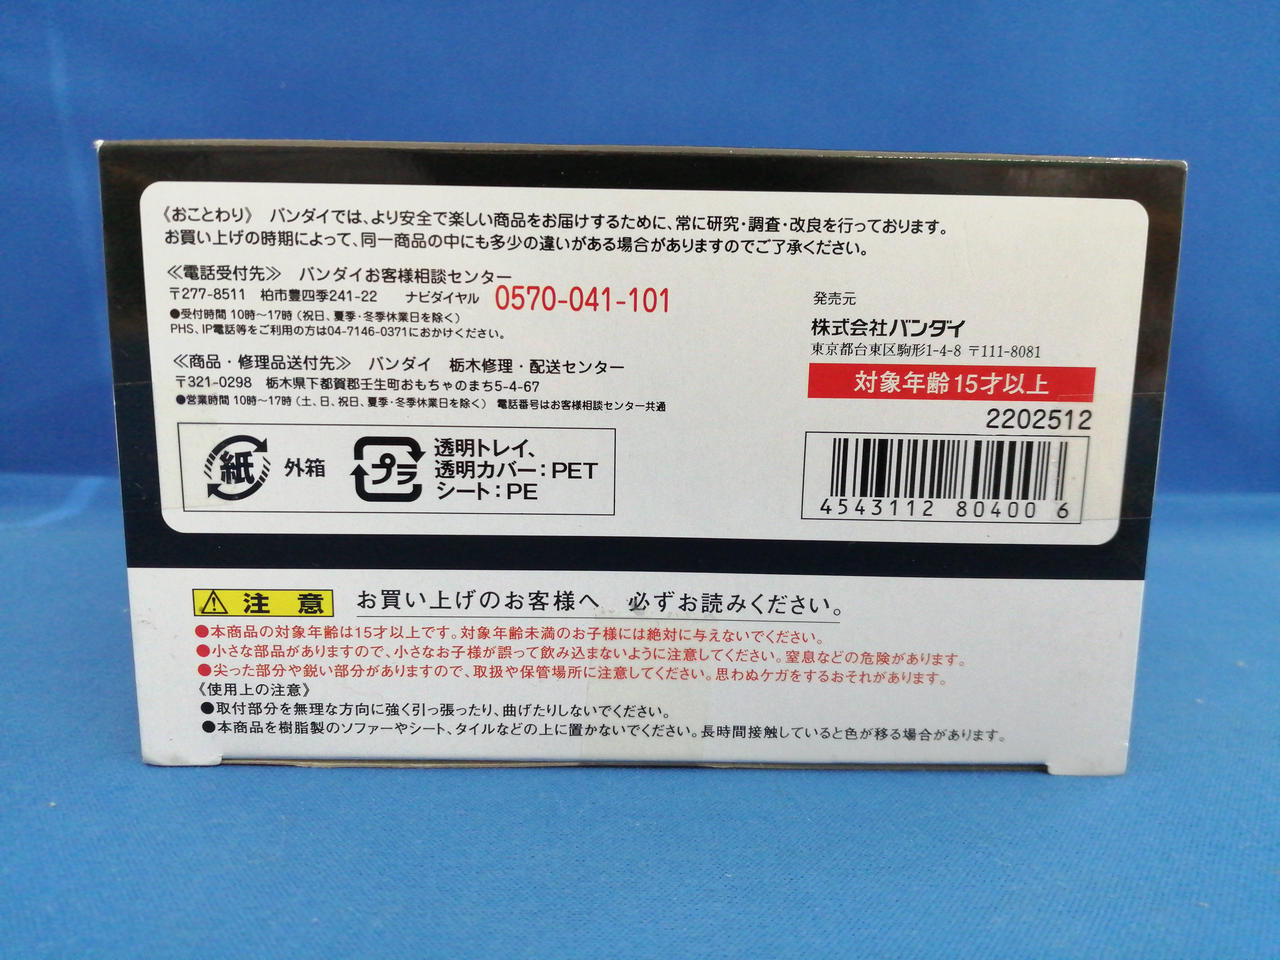 《おことわり》 バンダイでは、より安全で楽しい商品をお届けするために、常に研究・調査・改良を行っております。
お買い上げの時期によって、同一商品の中にも多少の違いがある場合がありますのでご了承ください。
≪電話受付先≫ バンダイお客様相談センター
〒277-8511 柏市豊四季241-22 ナビダイヤル 0570-041-101
●受付時間 10時〜17時（祝日、夏季・冬季休業日を除く）
PHS、IP電話等をご利用の方は04-7146-0371におかけください。
≪商品・修理品送付先≫ バンダイ 栃木修理・配送センター
〒321-0298 栃木県下都賀郡壬生町おもちゃのまち5-4-67
●営業時間 10時〜17時（土、日、祝日、夏季・冬季休業日を除く） 電話番号はお客様相談センター共通
紙 外箱
プラ 透明トレイ、
透明カバー：PET
シート：PE
発売元
株式会社バンダイ
東京都台東区駒形1-4-8 〒111-8081
対象年齢15才以上
2202512
4543112 80400 6
注意 お買い上げのお客様へ 必ずお読みください。
●本商品の対象年齢は15才以上です。対象年齢未満のお子様には絶対に与えないでください。
●小さな部品がありますので、小さなお子様が誤って飲み込まないように注意してください。窒息などの危険があります。
●尖った部分や鋭い部分がありますので、取扱や保管場所に注意してください。思わぬケガをするおそれがあります。
《使用上の注意》
●取付部分を無理な方向に強く引っ張ったり、曲げたりしないでください。
●本商品を樹脂製のソファーやシート、タイルなどの上に置かないでください。長時間接触していると色が移る場合があります。